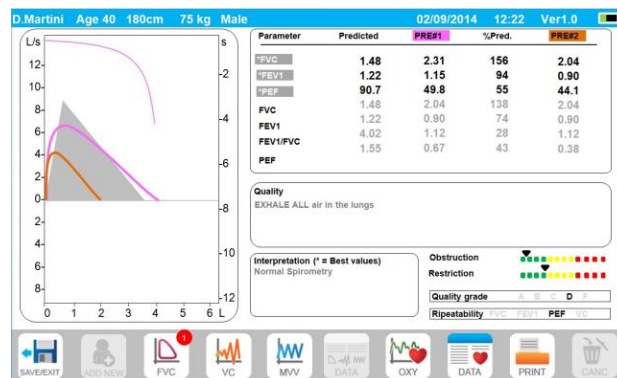 D.Martini Age 40 180cm 75 kg Male 02/09/2014 12:22 Ver1.0
L/s s
12-
10-
8-
6-
4-
2-
0-
2-
4-
6-
8-
-2
-4
-6
-8
-10
-12
0 1 2 3 4 5 6 L
Parameter Predicted PRE#1 %Pred. PRE#2
*FVC 1.48 2.31 156 2.04
*FEV1 1.22 1.15 94 0.90
*PEF 90.7 49.8 55 44.1
FVC 1.48 2.04 138 2.04
FEV1 1.22 0.90 74 0.90
FEV1/FVC 4.02 1.12 28 1.12
PEF 1.55 0.67 43 0.38
Quality
EXHALE ALL air in the lungs
Interpretation (* = Best values)
Normal Spirometry
Obstruction
Restriction
Quality grade A B C D F
Repeatability FVC FEV1 PEF VC
1
SAVE/EXIT ADD NEW FVC VC MVV DATA OXY DATA PRINT CANC